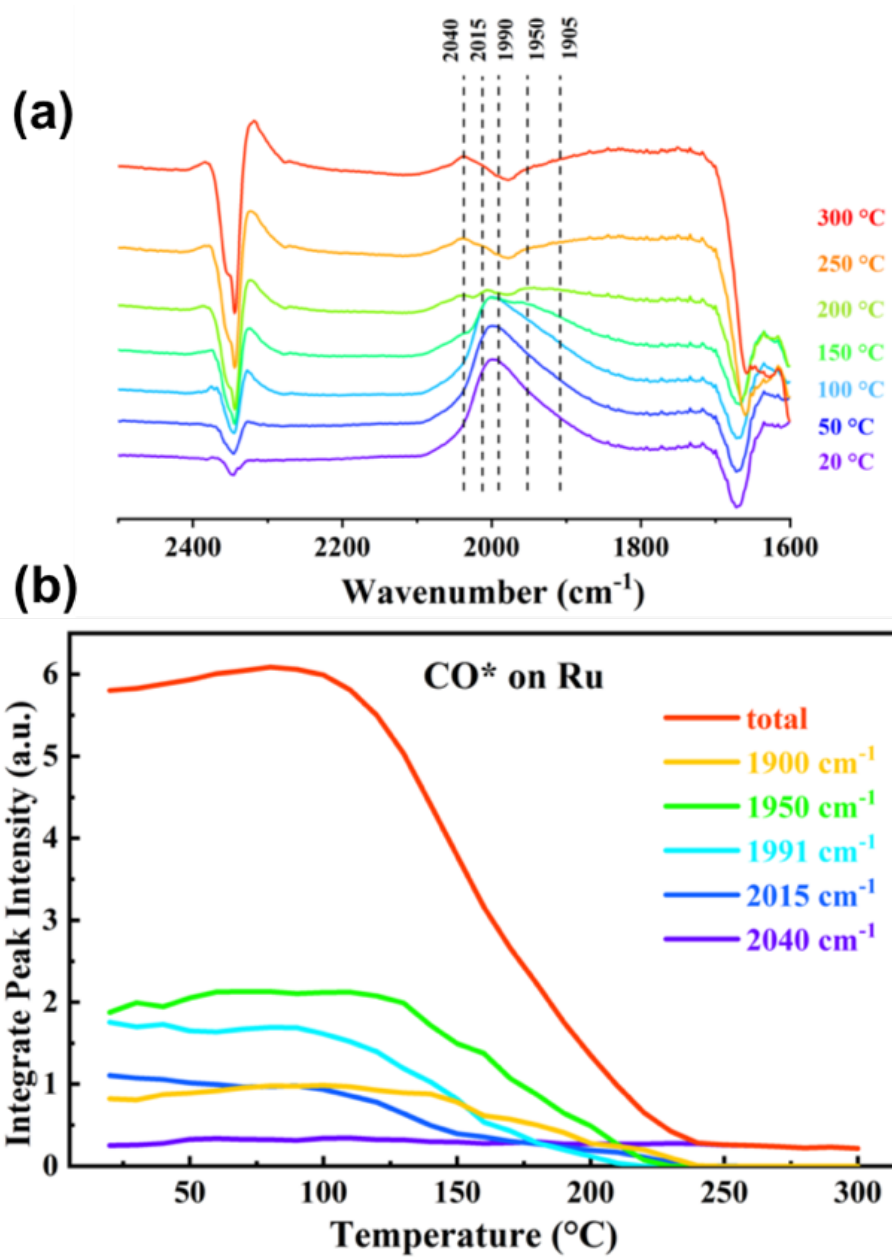 2040 2015 1990 1950 1905
(a)
300 °C
250 °C
200 °C
150 °C
100 °C
50 °C
20 °C
2400 2200 2000 1800 1600
Wavenumber (cm⁻¹)
(b)
CO* on Ru
total
1900 cm⁻¹
1950 cm⁻¹
1991 cm⁻¹
2015 cm⁻¹
2040 cm⁻¹
Integrate Peak Intensity (a.u.)
6
5
4
3
2
1
0
50 100 150 200 250 300
Temperature (°C)